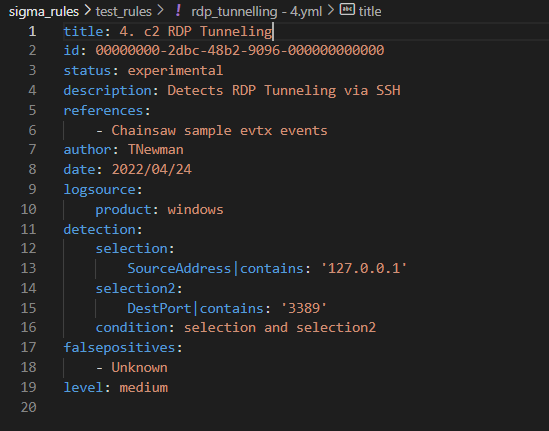 sigma_rules > test_rules > ! rdp_tunnelling - 4.yml > abc title
1 title: 4. c2 RDP Tunneling
2 id: 00000000-2dbc-48b2-9096-000000000000
3 status: experimental
4 description: Detects RDP Tunneling via SSH
5 references:
6 - Chainsaw sample evtx events
7 author: TNewman
8 date: 2022/04/24
9 logsource:
10 product: windows
11 detection:
12 selection:
13 SourceAddress|contains: '127.0.0.1'
14 selection2:
15 DestPort|contains: '3389'
16 condition: selection and selection2
17 falsepositives:
18 - Unknown
19 level: medium
20